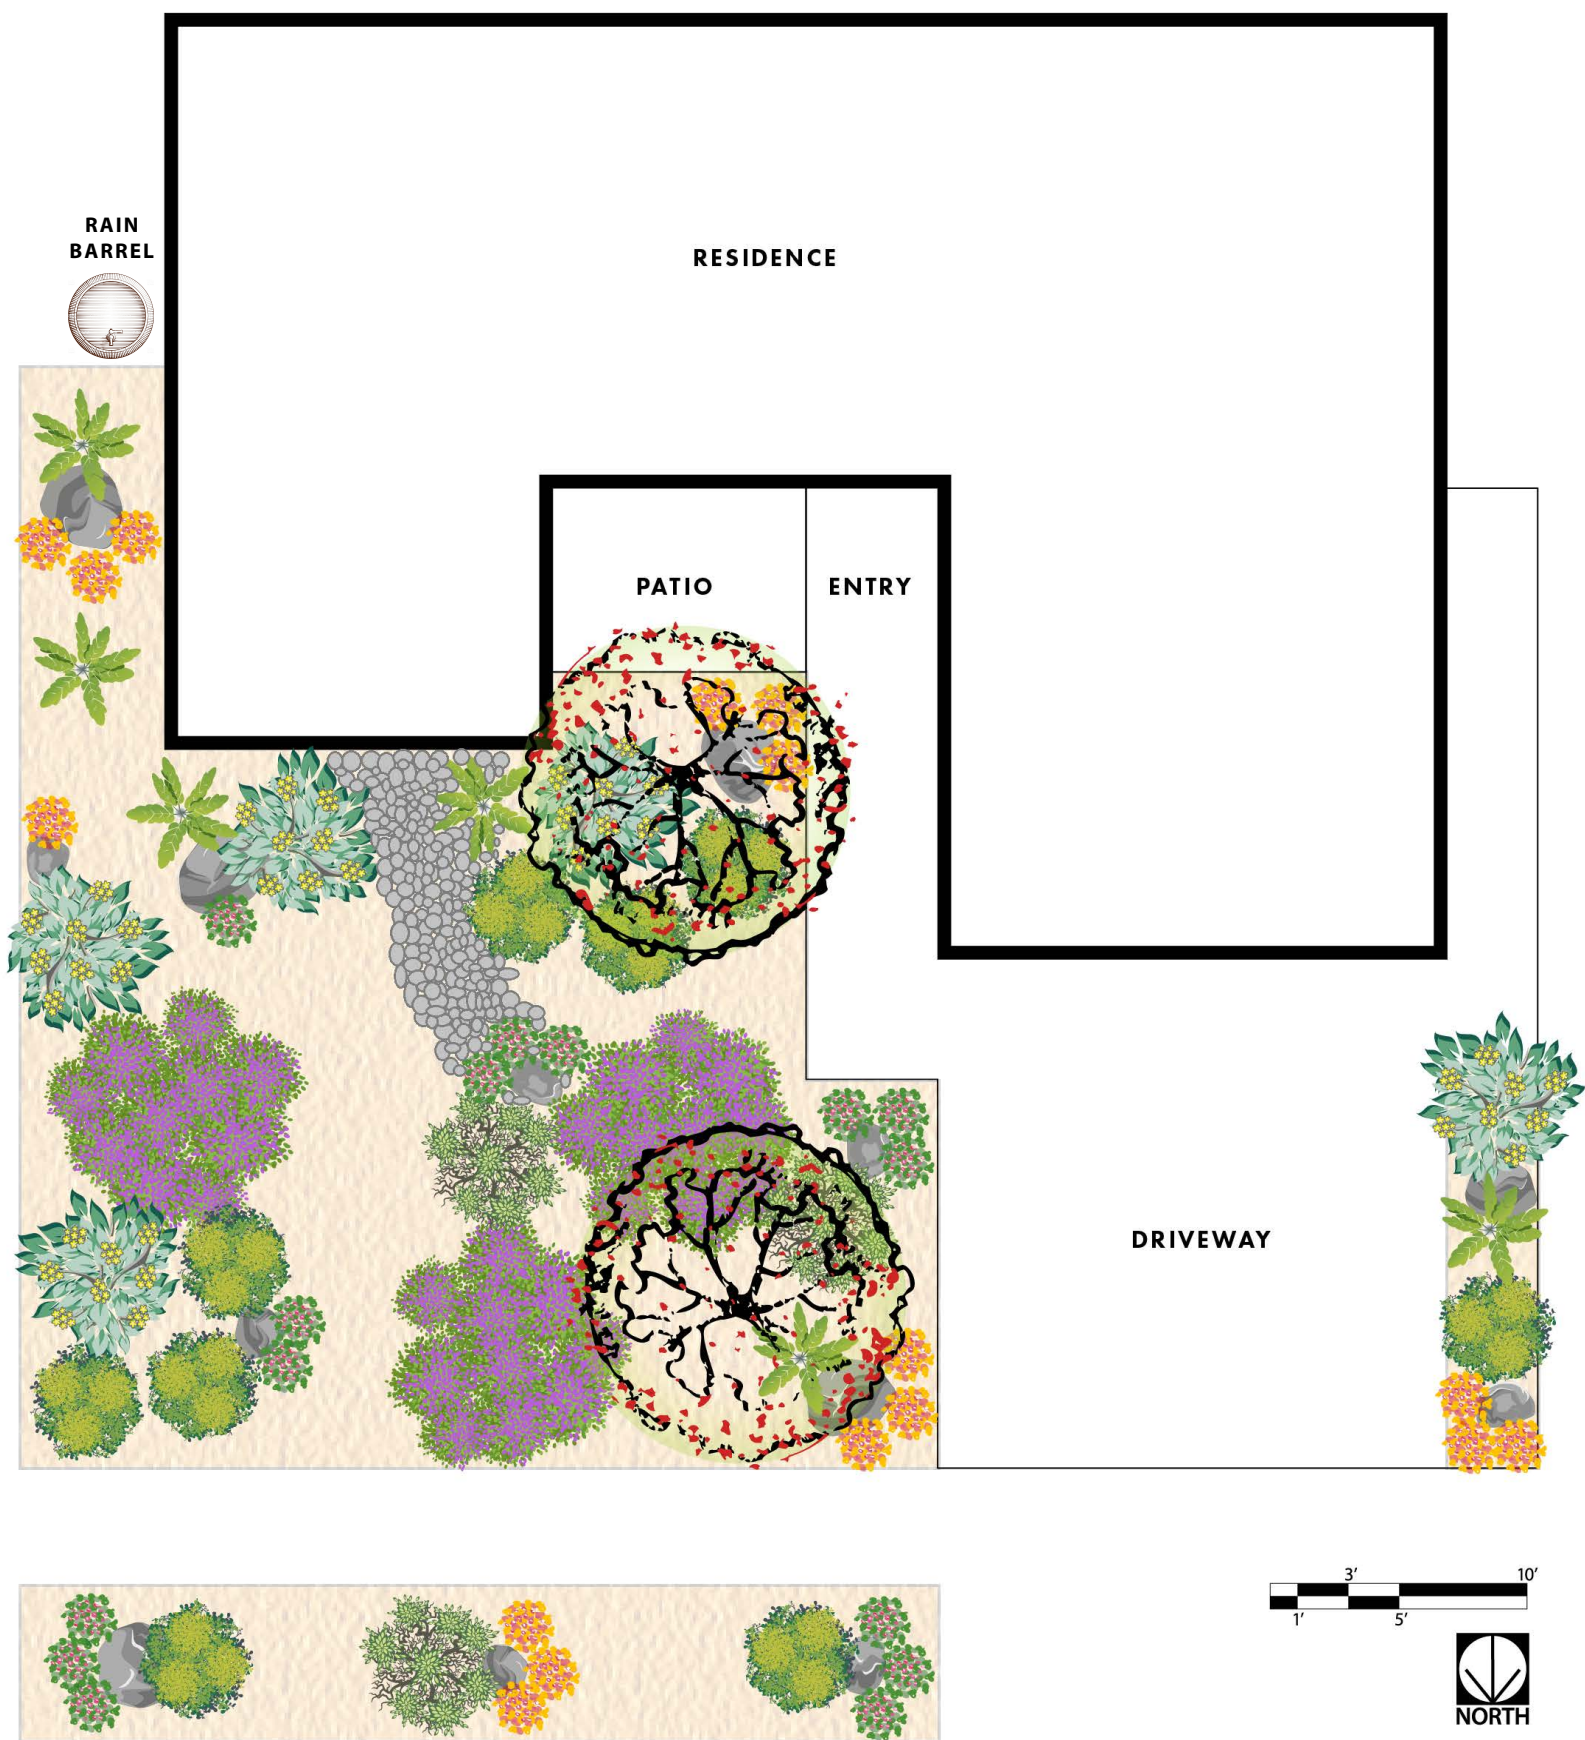 RAIN
BARREL
RESIDENCE
PATIO
ENTRY
DRIVEWAY
3’
10’
1’
5’
NORTH